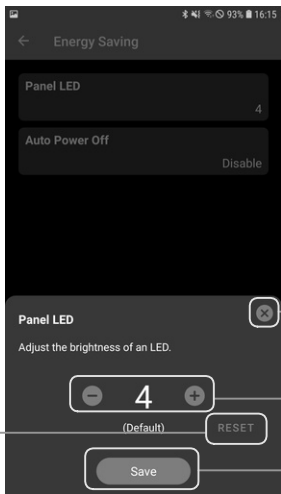 93% 16:15
Energy Saving
Panel LED
4
Auto Power Off
Disable
Panel LED
Adjust the brightness of an LED.
4
(Default)
RESET
Save